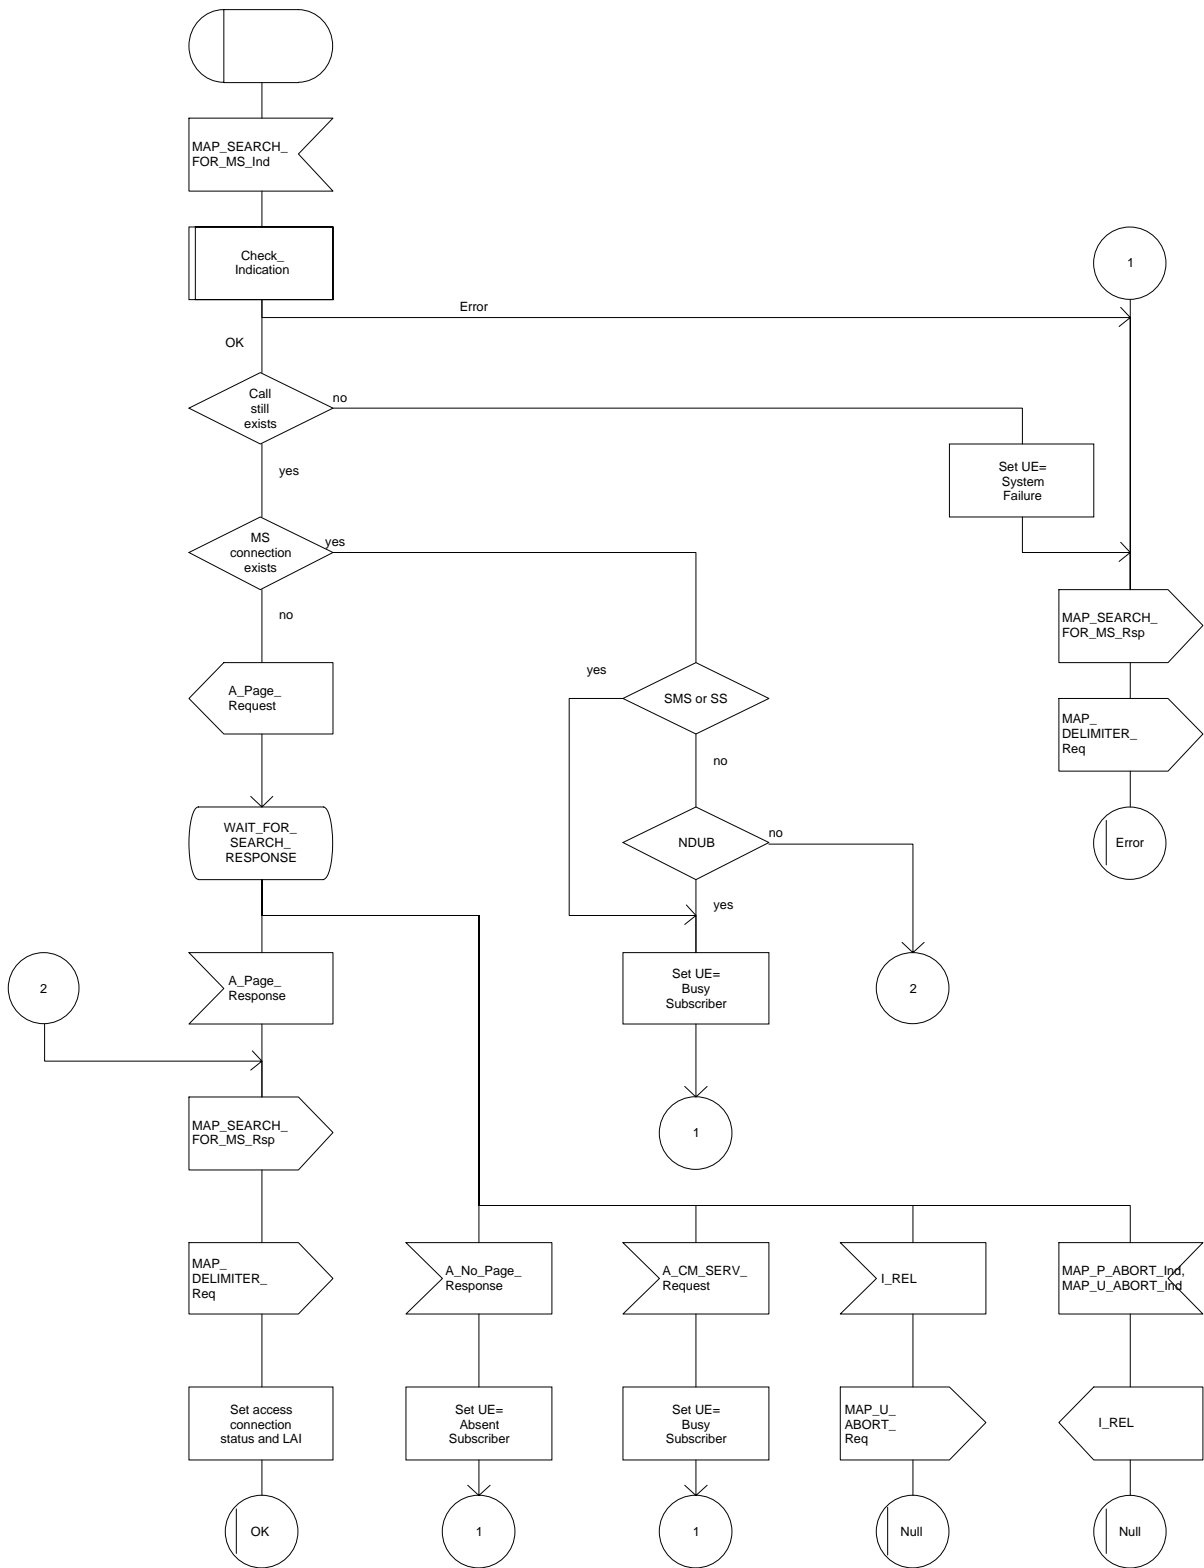 MAP_SEARCH_
FOR_MS_Ind
Check_
Indication
1
Error
OK
Call
still
exists
no
yes
Set UE=
System
Failure
MS
connection
exists
yes
no
MAP_SEARCH_
FOR_MS_Rsp
A_Page_
Request
yes
SMS or SS
no
MAP_
DELIMITER_
Req
WAIT_FOR_
SEARCH_
RESPONSE
NDUB
no
Error
yes
2
A_Page_
Response
Set UE=
Busy
Subscriber
2
MAP_SEARCH_
FOR_MS_Rsp
1
MAP_
DELIMITER_
Req
A_No_Page_
Response
A_CM_SERV_
Request
I_REL
MAP_P_ABORT_Ind,
MAP_U_ABORT_Ind
Set access
connection
status and LAI
Set UE=
Absent
Subscriber
Set UE=
Busy
Subscriber
MAP_U_
ABORT_
Req
I_REL
OK
1
1
Null
Null